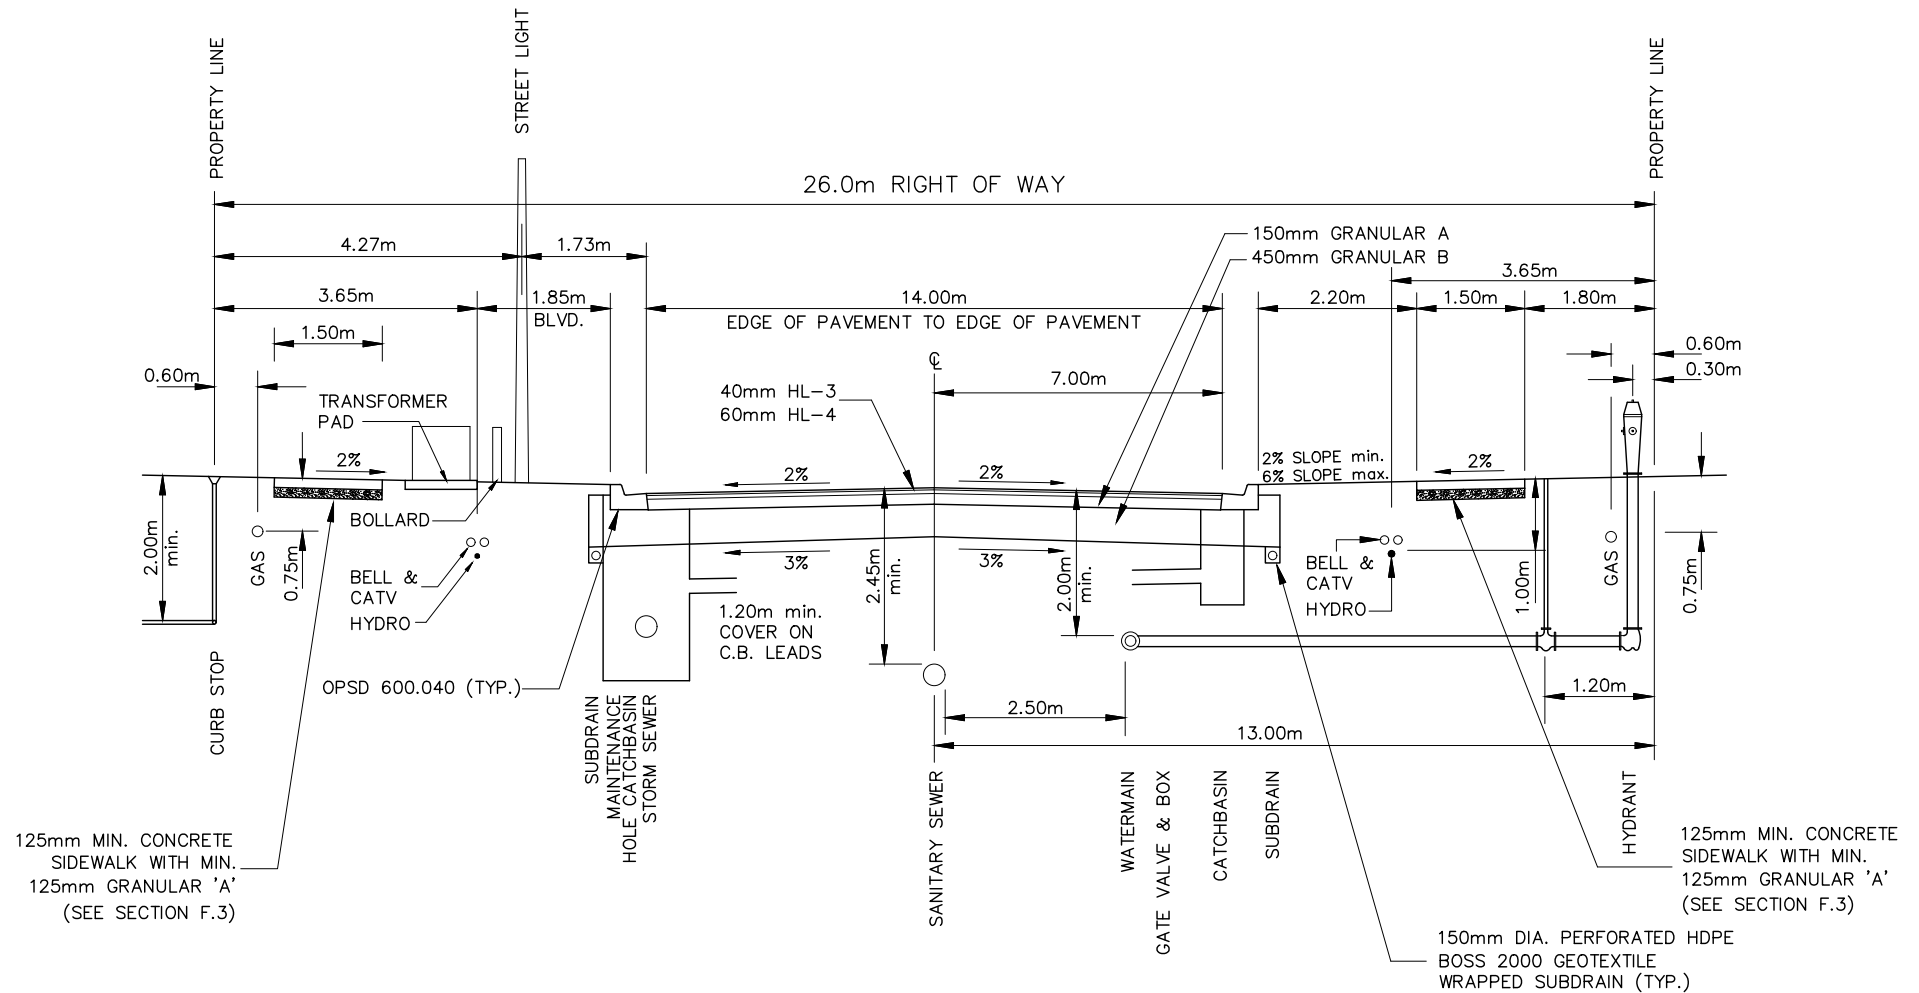 PROPERTY LINE
STREET LIGHT
PROPERTY LINE
26.0m RIGHT OF WAY
4.27m
1.73m
150mm GRANULAR A
450mm GRANULAR B
3.65m
3.65m
1.85m
BLVD.
14.00m
EDGE OF PAVEMENT TO EDGE OF PAVEMENT
2.20m
1.50m
1.80m
1.50m
0.60m
0.60m
0.30m
℄
7.00m
TRANSFORMER
PAD
40mm HL-3
60mm HL-4
2%
2%
2%
2% SLOPE min.
6% SLOPE max.
2%
2.00m
min.
GAS
0.75m
BOLLARD
BELL &
CATV
HYDRO
3%
3%
1.20m min.
COVER ON
C.B. LEADS
2.45m
min.
2.00m
min.
BELL &
CATV
HYDRO
1.00m
GAS
0.75m
OPSD 600.040 (TYP.)
CURB STOP
SUBDRAIN
MAINTENANCE
HOLE CATCHBASIN
STORM SEWER
2.50m
1.20m
13.00m
SANITARY SEWER
WATERMAIN
GATE VALVE & BOX
CATCHBASIN
SUBDRAIN
HYDRANT
125mm MIN. CONCRETE
SIDEWALK WITH MIN.
125mm GRANULAR 'A'
(SEE SECTION F.3)
125mm MIN. CONCRETE
SIDEWALK WITH MIN.
125mm GRANULAR 'A'
(SEE SECTION F.3)
150mm DIA. PERFORATED HDPE
BOSS 2000 GEOTEXTILE
WRAPPED SUBDRAIN (TYP.)